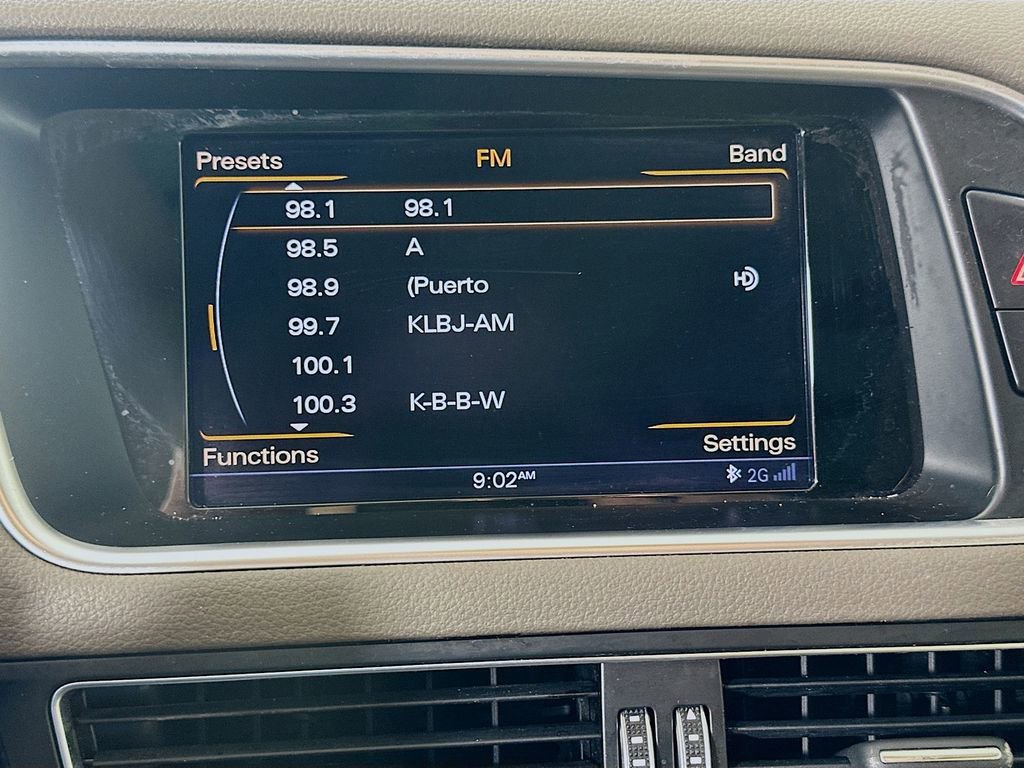 Presets FM Band
98.1 98.1
98.5 A
98.9 (Puerto HD
99.7 KLBJ-AM
100.1
100.3 K-B-B-W
Functions Settings
9:02AM 2G